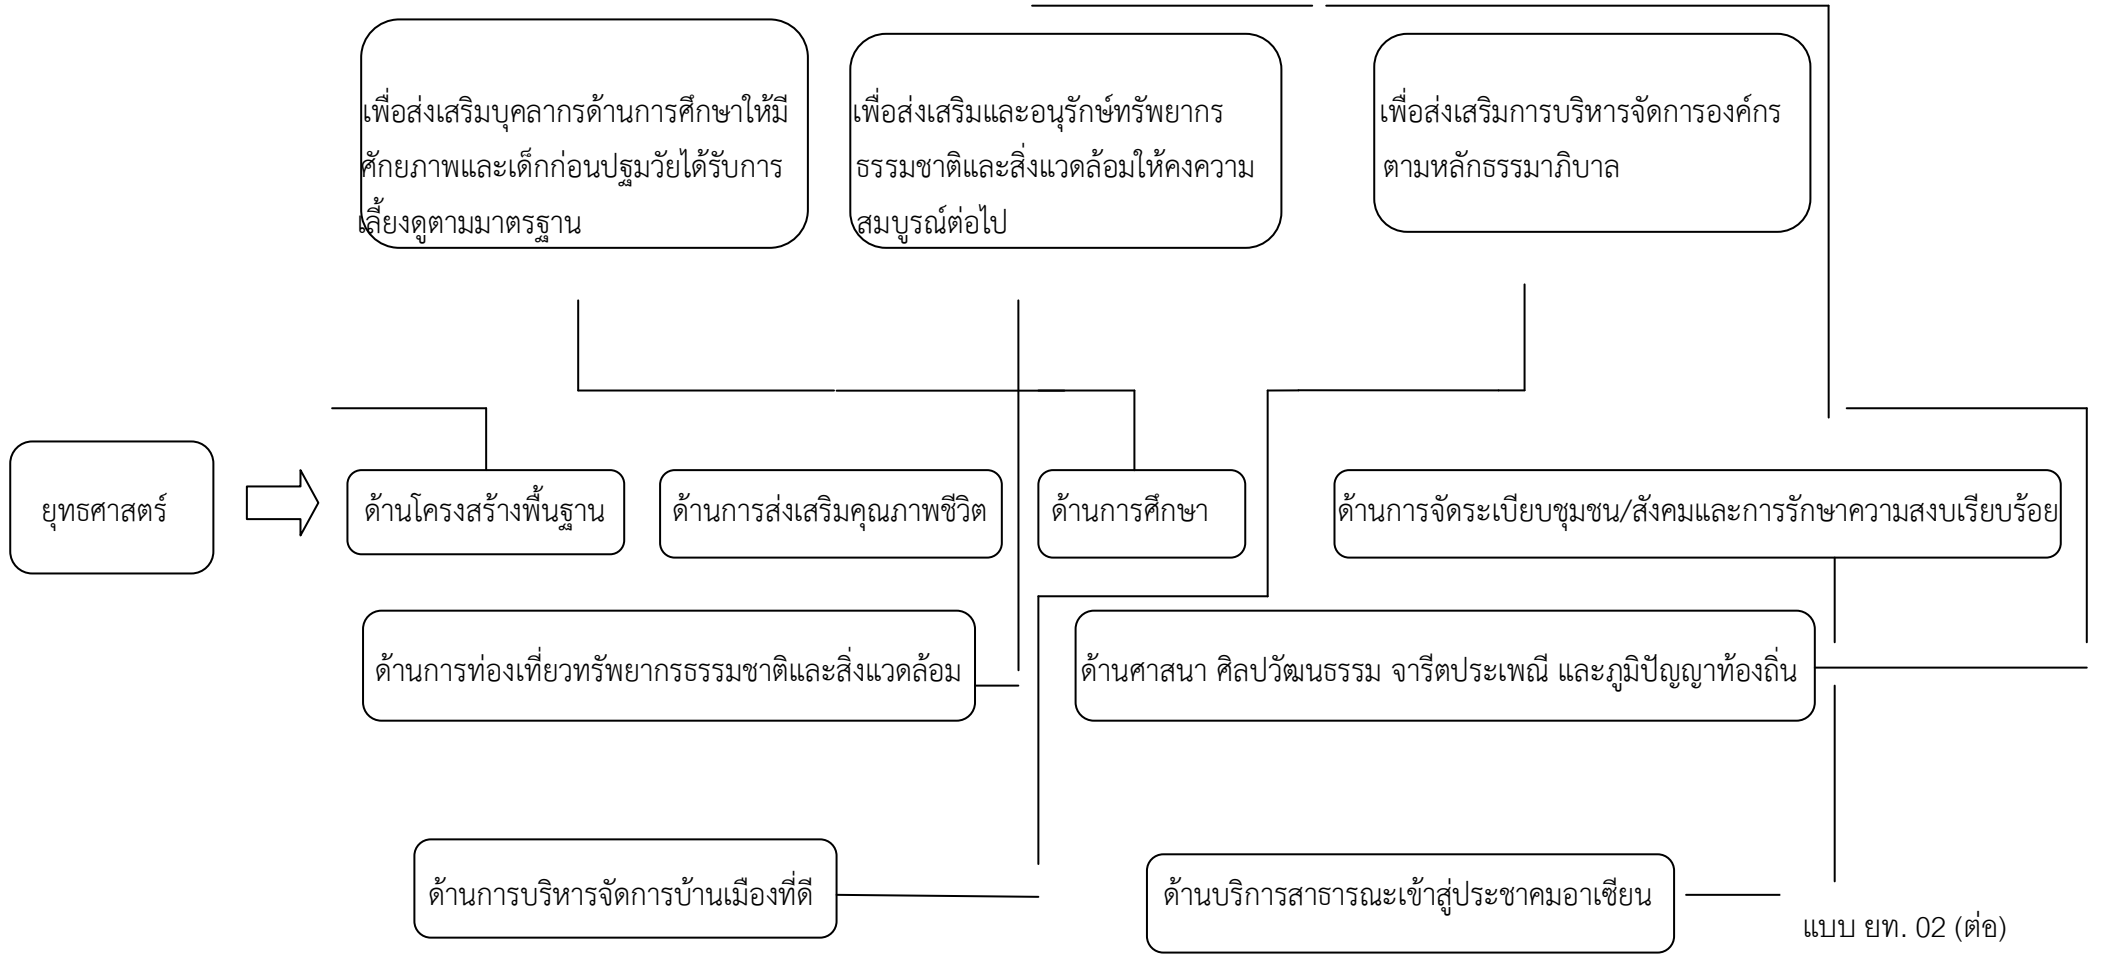 เพื่อส่งเสริมบุคลากรด้านการศึกษาให้มี
ศักยภาพและเด็กก่อนปฐมวัยได้รับการ
เลี้ยงดูตามมาตรฐาน
เพื่อส่งเสริมและอนุรักษ์ทรัพยากร
ธรรมชาติและสิ่งแวดล้อมให้คงความ
สมบูรณ์ต่อไป
เพื่อส่งเสริมการบริหารจัดการองค์กร
ตามหลักธรรมาภิบาล
ยุทธศาสตร์
ด้านโครงสร้างพื้นฐาน
ด้านการส่งเสริมคุณภาพชีวิต
ด้านการศึกษา
ด้านการจัดระเบียบชุมชน/สังคมและการรักษาความสงบเรียบร้อย
ด้านการท่องเที่ยวทรัพยากรธรรมชาติและสิ่งแวดล้อม
ด้านศาสนา ศิลปวัฒนธรรม จารีตประเพณี และภูมิปัญญาท้องถิ่น
ด้านการบริหารจัดการบ้านเมืองที่ดี
ด้านบริการสาธารณะเข้าสู่ประชาคมอาเซียน
แบบ ยท. 02 (ต่อ)